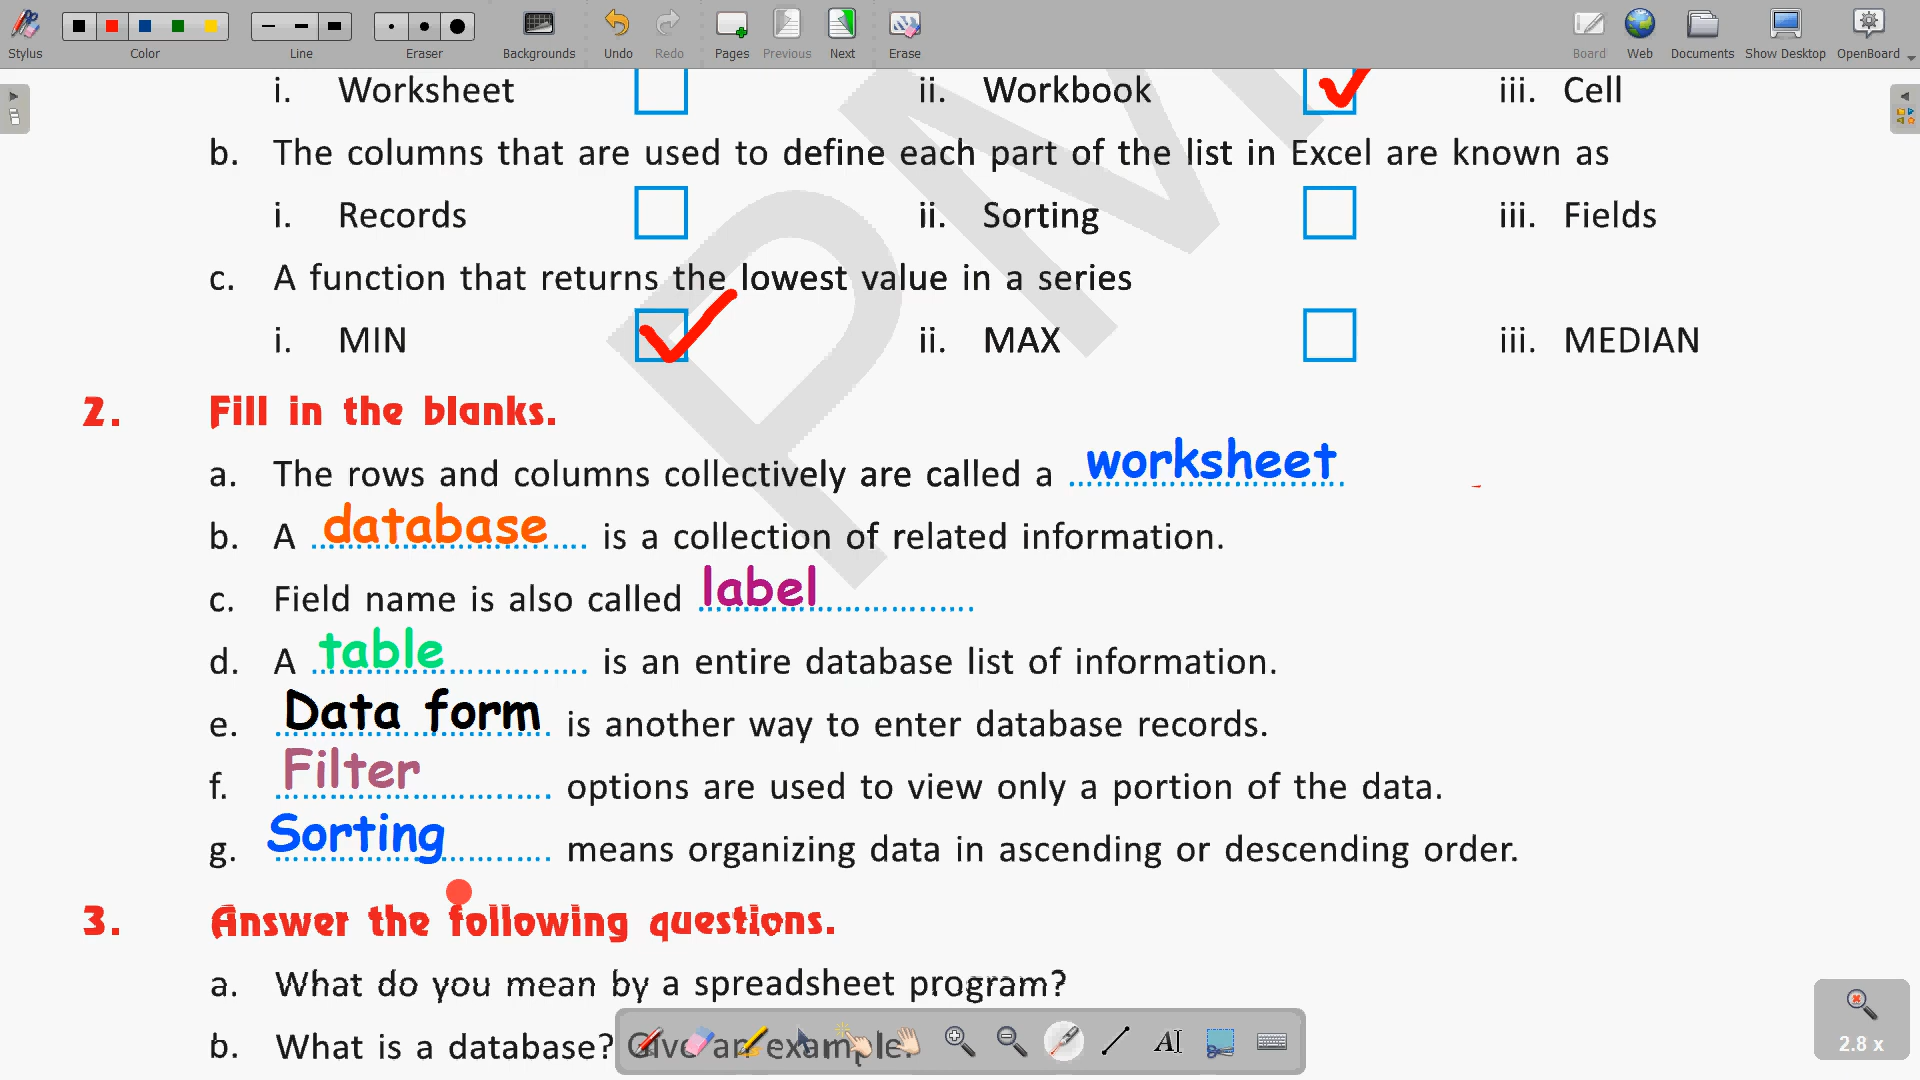 Stylus Color Line Eraser Backgrounds Undo Redo Pages Previous Next Erase Board Web Documents Show Desktop OpenBoard
i. Worksheet ii. Workbook iii. Cell
b. The columns that are used to define each part of the list in Excel are known as
i. Records ii. Sorting iii. Fields
c. A function that returns the lowest value in a series
i. MIN ii. MAX iii. MEDIAN
2. Fill in the blanks.
a. The rows and columns collectively are called a worksheet
b. A database is a collection of related information.
c. Field name is also called label
d. A table is an entire database list of information.
e. Data form is another way to enter database records.
f. Filter options are used to view only a portion of the data.
g. Sorting means organizing data in ascending or descending order.
3. Answer the following questions.
a. What do you mean by a spreadsheet program?
b. What is a database? Give an example.
2.8 x